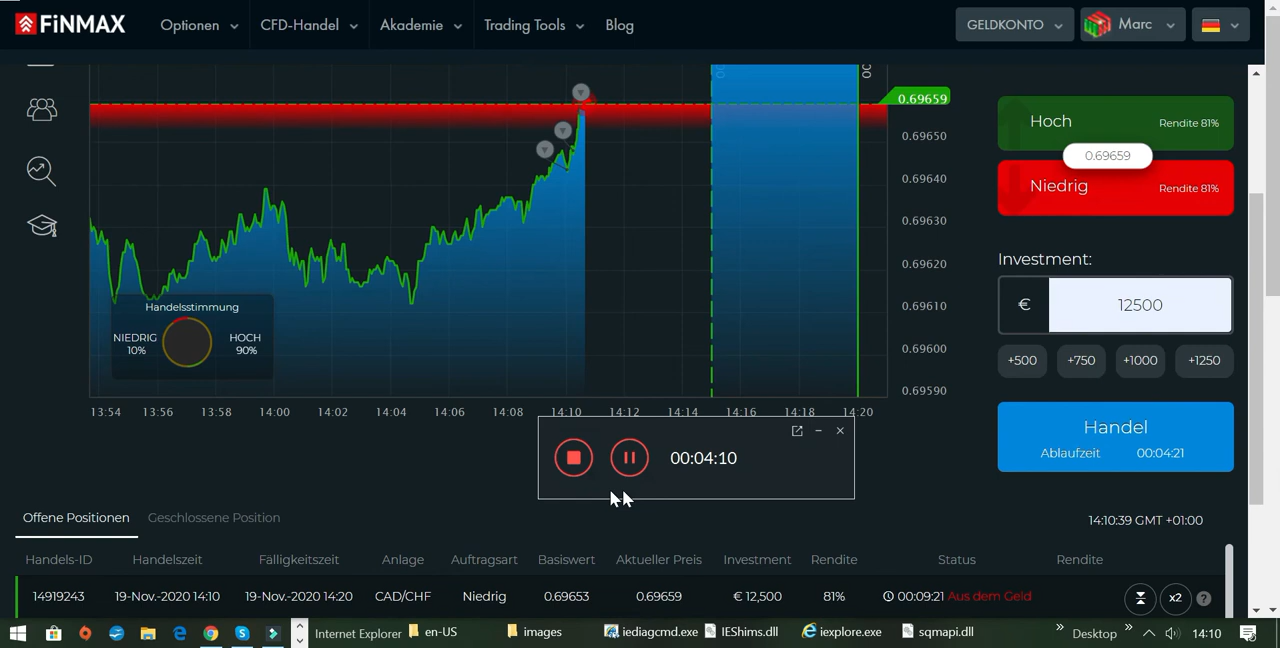 FiNMAX
Optionen
CFD-Handel
Akademie
Trading Tools
Blog
GELDKONTO
Marc
00
00
0.69659
0.69650
0.69640
0.69630
0.69620
0.69610
0.69600
0.69590
Handelsstimmung
NIEDRIG
10%
HOCH
90%
13:54 13:56 13:58 14:00 14:02 14:04 14:06 14:08 14:10 14:12 14:14 14:16 14:18 14:20
Hoch
Rendite 81%
0.69659
Niedrig
Rendite 81%
Investment:
€ 12500
+500 +750 +1000 +1250
Handel
Ablaufzeit 00:04:21
00:04:10
Offene Positionen Geschlossene Position
14:10:39 GMT +01:00
Handels-ID Handelszeit Fälligkeitszeit Anlage Auftragsart Basiswert Aktueller Preis Investment Rendite Status Rendite
14919243 19-Nov.-2020 14:10 19-Nov.-2020 14:20 CAD/CHF Niedrig 0.69653 0.69659 € 12,500 81% 00:09:21 Aus dem Geld x2 ?
Internet Explorer en-US images iediagcmd.exe IEShims.dll iexplore.exe sqmapi.dll » Desktop » 14:10